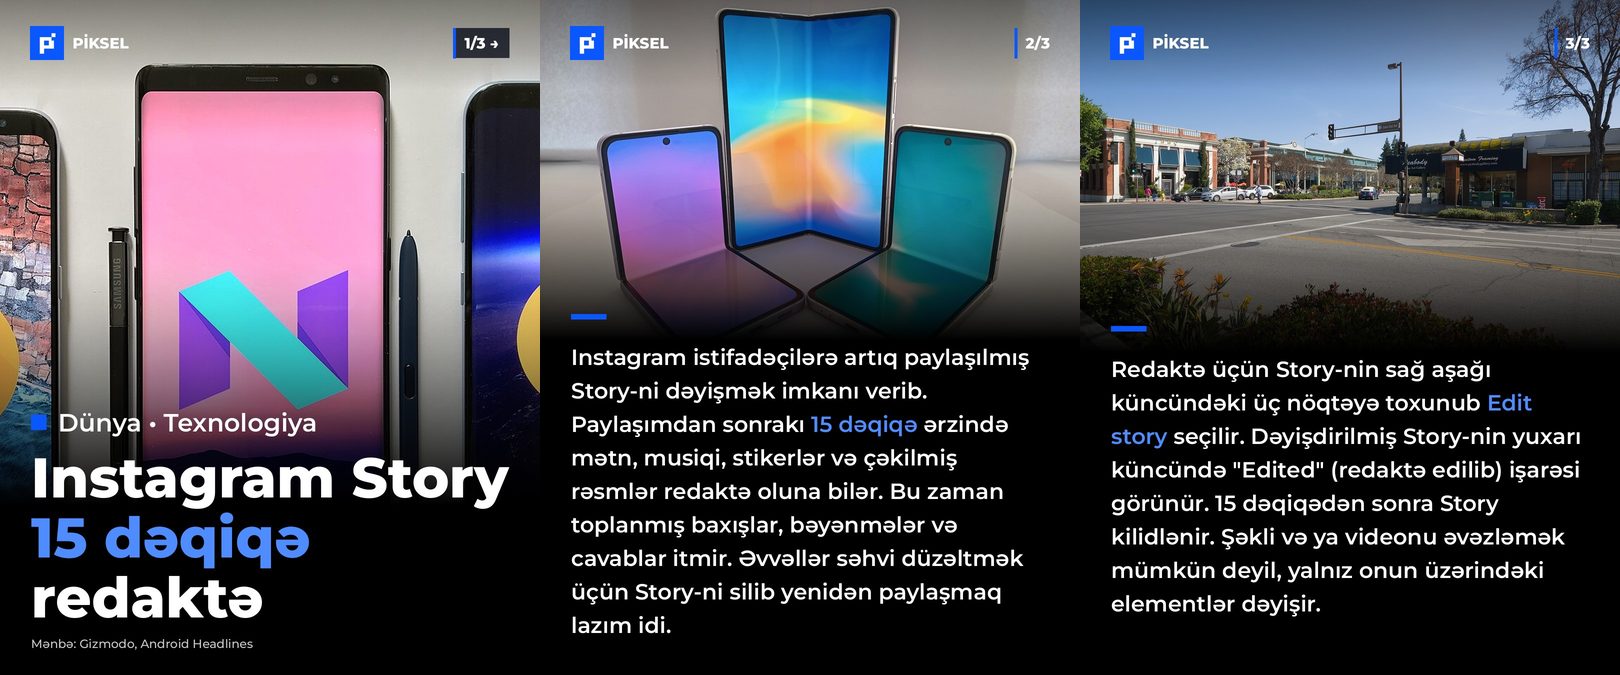 PİKSEL
1/3 →
SAMSUNG
Dünya • Texnologiya
Instagram Story
15 dəqiqə
redaktə
Mənbə: Gizmodo, Android Headlines
PİKSEL
2/3
Instagram istifadəçilərə artıq paylaşılmış
Story-ni dəyişmək imkanı verib.
Paylaşımdan sonrakı 15 dəqiqə ərzində
mətn, musiqi, stikerlər və çəkilmiş
rəsmlər redaktə oluna bilər. Bu zaman
toplanmış baxışlar, bəyənmələr və
cavablar itmir. Əvvəllər səhvi düzəltmək
üçün Story-ni silib yenidən paylaşmaq
lazım idi.
PİKSEL
3/3
Peabody
Custom Framing
Redaktə üçün Story-nin sağ aşağı
küncündəki üç nöqtəyə toxunub Edit
story seçilir. Dəyişdirilmiş Story-nin yuxarı
küncündə "Edited" (redaktə edilib) işarəsi
görünür. 15 dəqiqədən sonra Story
kilidlənir. Şəkli və ya videonu əvəzləmək
mümkün deyil, yalnız onun üzərindəki
elementlər dəyişir.